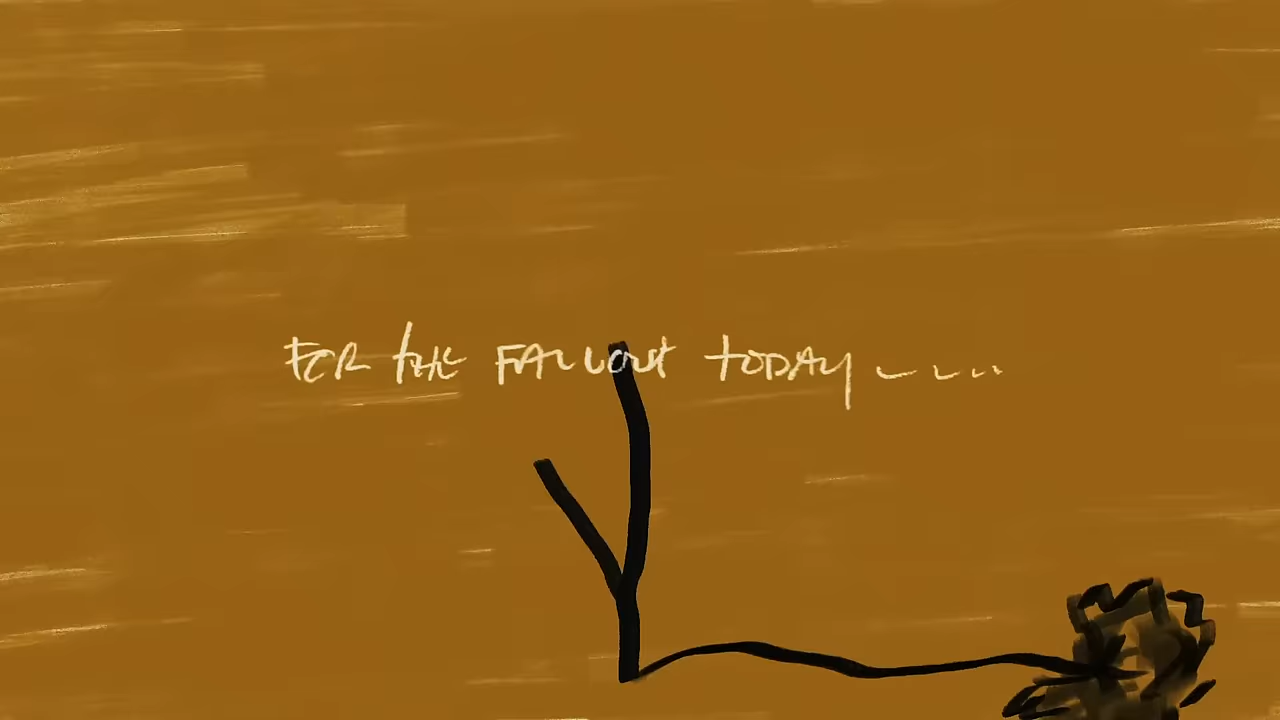 FOR THE FALLOUT TODAY .....